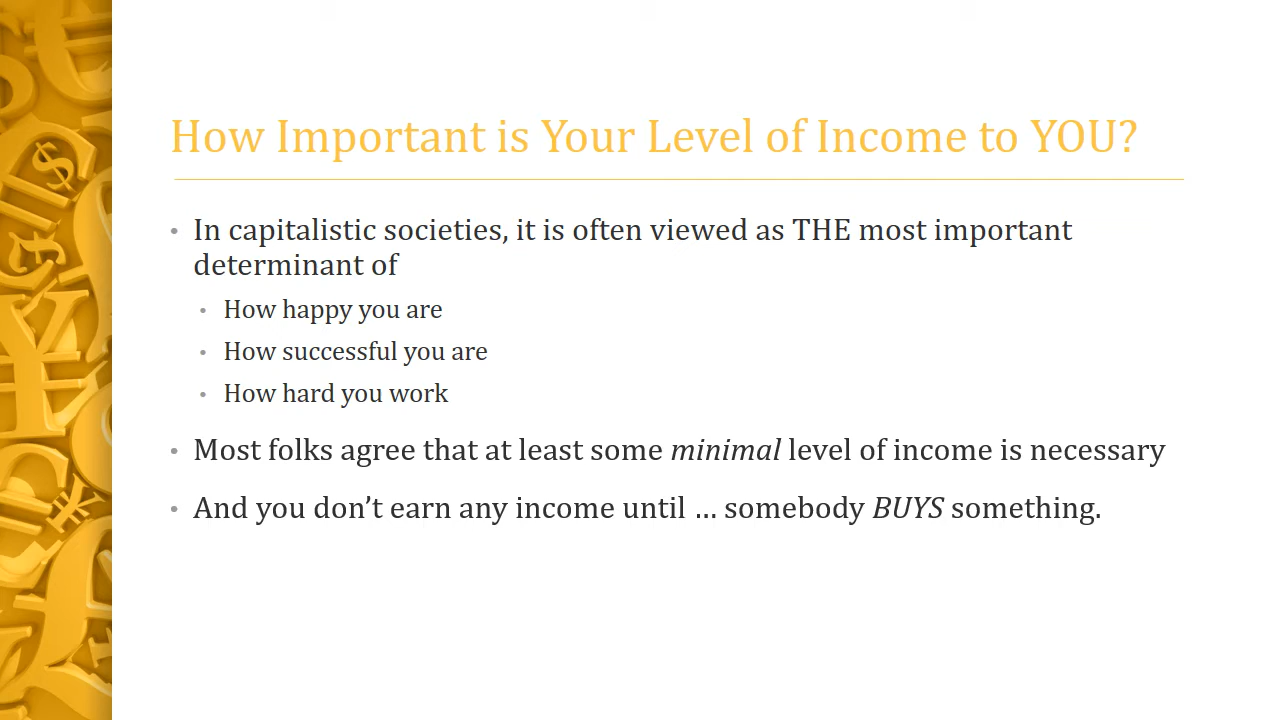 How Important is Your Level of Income to YOU?
• In capitalistic societies, it is often viewed as THE most important
determinant of
• How happy you are
• How successful you are
• How hard you work
• Most folks agree that at least some minimal level of income is necessary
• And you don’t earn any income until … somebody BUYS something.